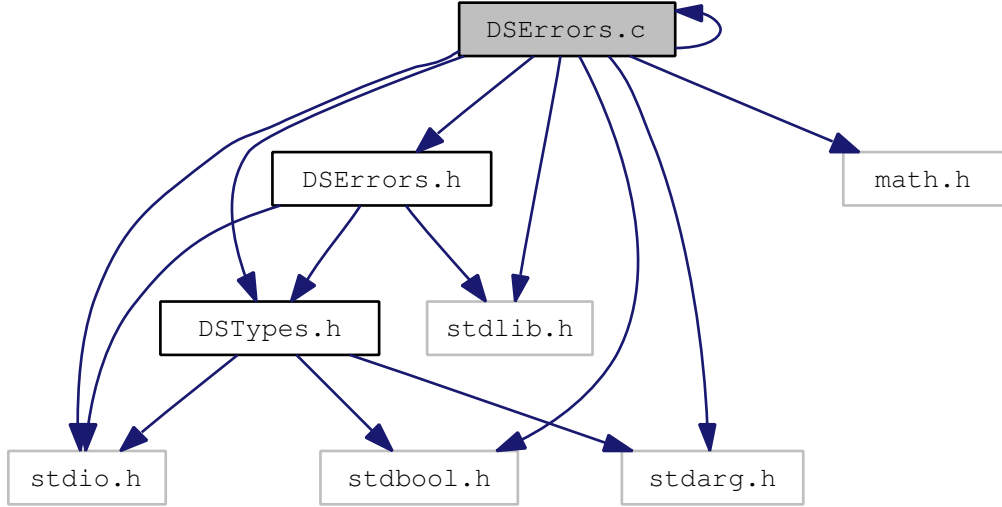 DSErrors.c
DSErrors.h
math.h
DSTypes.h
stdlib.h
stdio.h
stdbool.h
stdarg.h